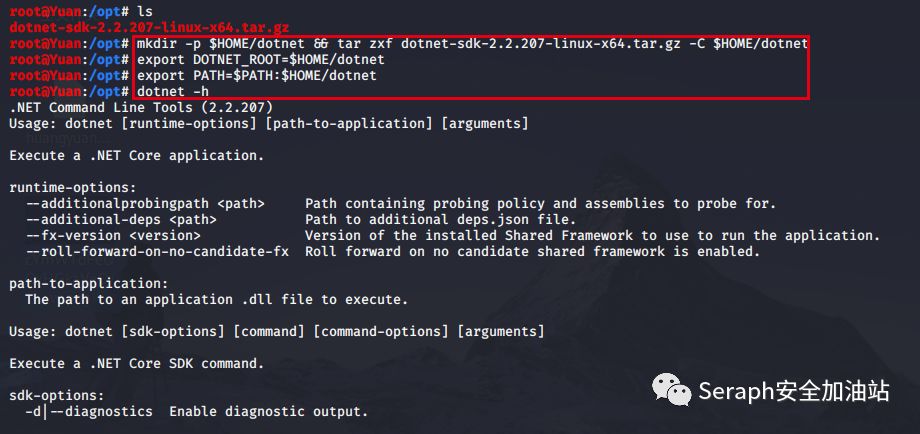 root@Yuan:/opt# ls
dotnet-sdk-2.2.207-linux-x64.tar.gz
root@Yuan:/opt# mkdir -p $HOME/dotnet && tar zxf dotnet-sdk-2.2.207-linux-x64.tar.gz -C $HOME/dotnet
root@Yuan:/opt# export DOTNET_ROOT=$HOME/dotnet
root@Yuan:/opt# export PATH=$PATH:$HOME/dotnet
root@Yuan:/opt# dotnet -h
.NET Command Line Tools (2.2.207)
Usage: dotnet [runtime-options] [path-to-application] [arguments]
Execute a .NET Core application.
runtime-options:
--additionalprobingpath <path> Path containing probing policy and assemblies to probe for.
--additional-deps <path> Path to additional deps.json file.
--fx-version <version> Version of the installed Shared Framework to use to run the application.
--roll-forward-on-no-candidate-fx Roll forward on no candidate shared framework is enabled.
path-to-application:
The path to an application .dll file to execute.
Usage: dotnet [sdk-options] [command] [command-options] [arguments]
Execute a .NET Core SDK command.
sdk-options:
-d|--diagnostics Enable diagnostic output.
Seraph安全加油站